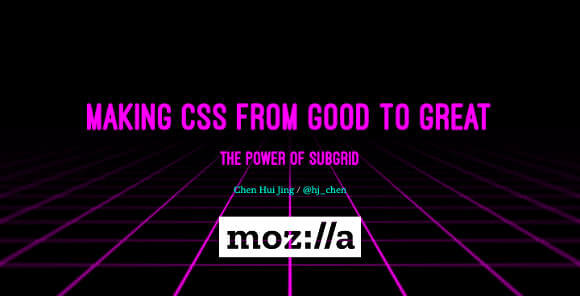 MAKING CSS FROM GOOD TO GREAT
THE POWER OF SUBGRID
Chen Hui Jing / @hj_chen
moz://a